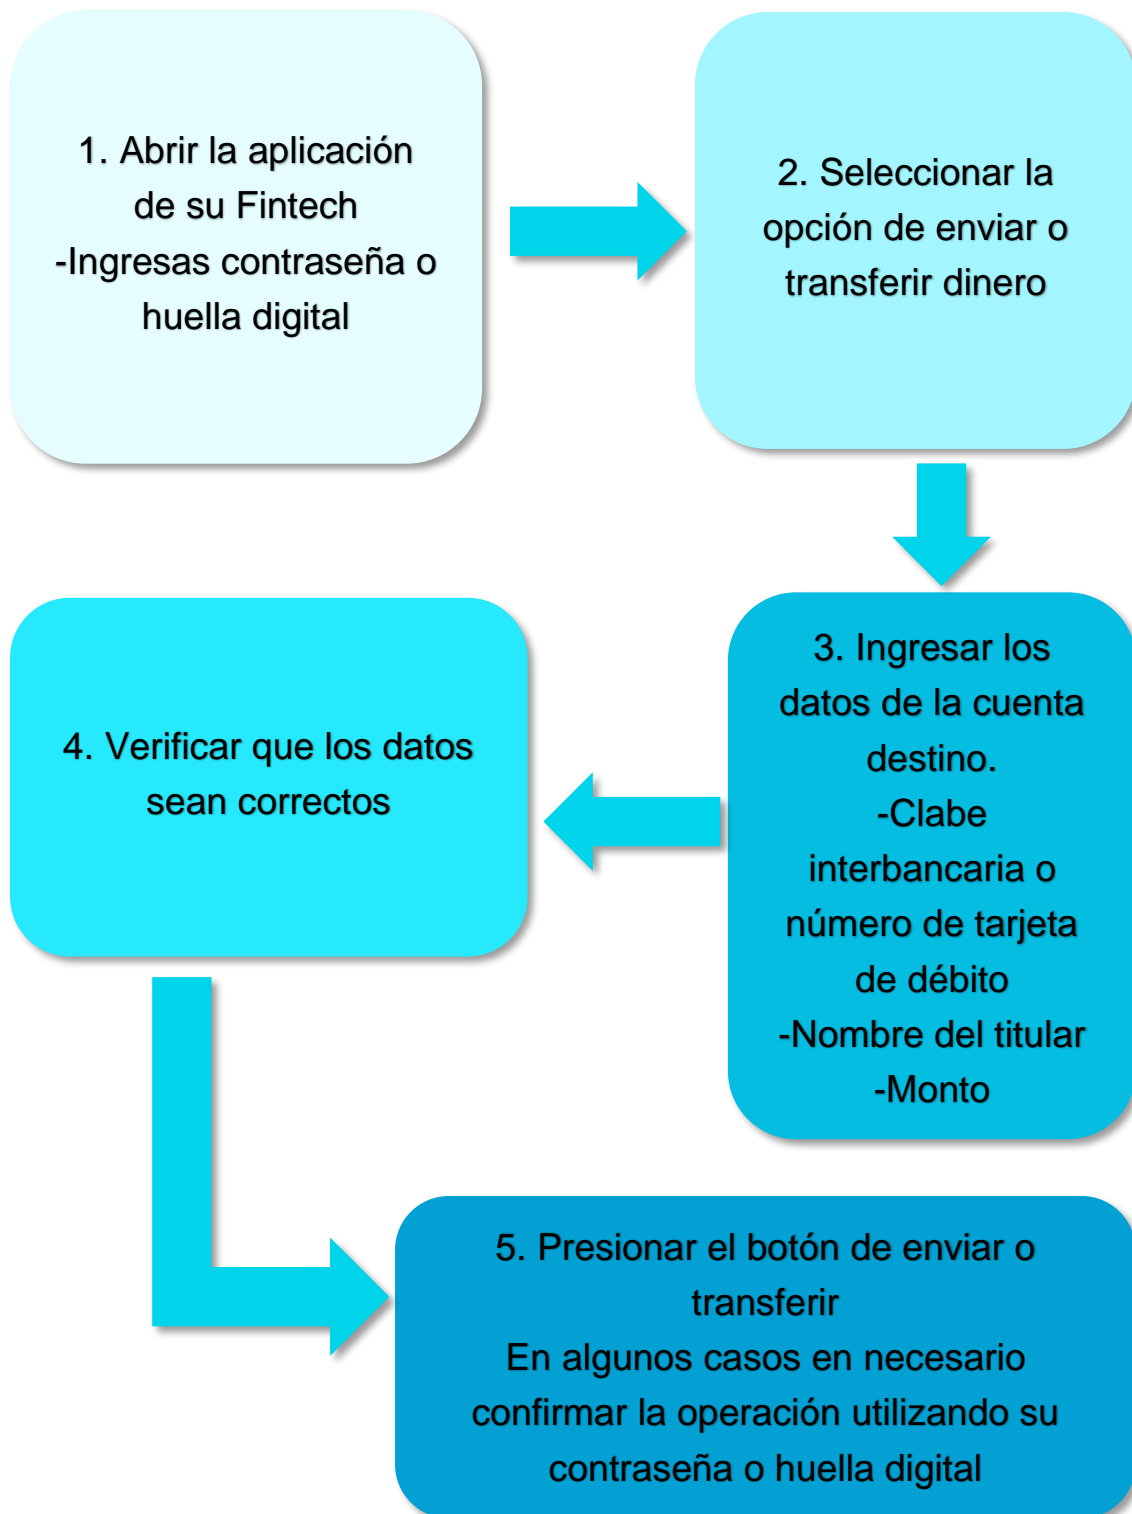 1. Abrir la aplicación
de su Fintech
-Ingresas contraseña o
huella digital
2. Seleccionar la
opción de enviar o
transferir dinero
3. Ingresar los
datos de la cuenta
destino.
-Clabe
interbancaria o
número de tarjeta
de débito
-Nombre del titular
-Monto
4. Verificar que los datos
sean correctos
5. Presionar el botón de enviar o
transferir
En algunos casos en necesario
confirmar la operación utilizando su
contraseña o huella digital